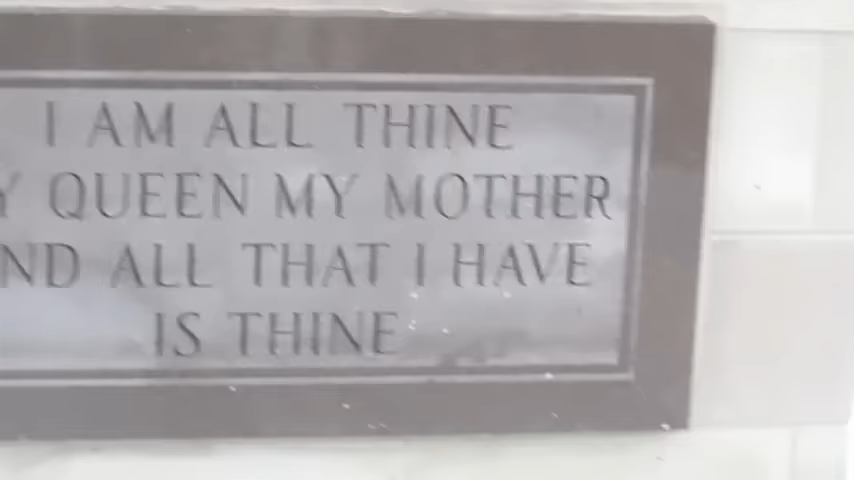 I AM ALL THINE
Y QUEEN MY MOTHER
ND ALL THAT I HAVE
IS THINE